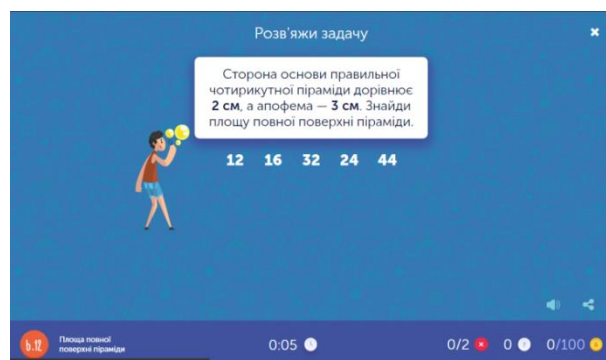 Розв'яжи задачу
Сторона основи правильної
чотирикутної піраміди дорівнює
2 см, а апофема — 3 см. Знайди
площу повної поверхні піраміди.
12 16 32 24 44
b.12
Площа повної
поверхні піраміди
0:05
0/2 0 0/100